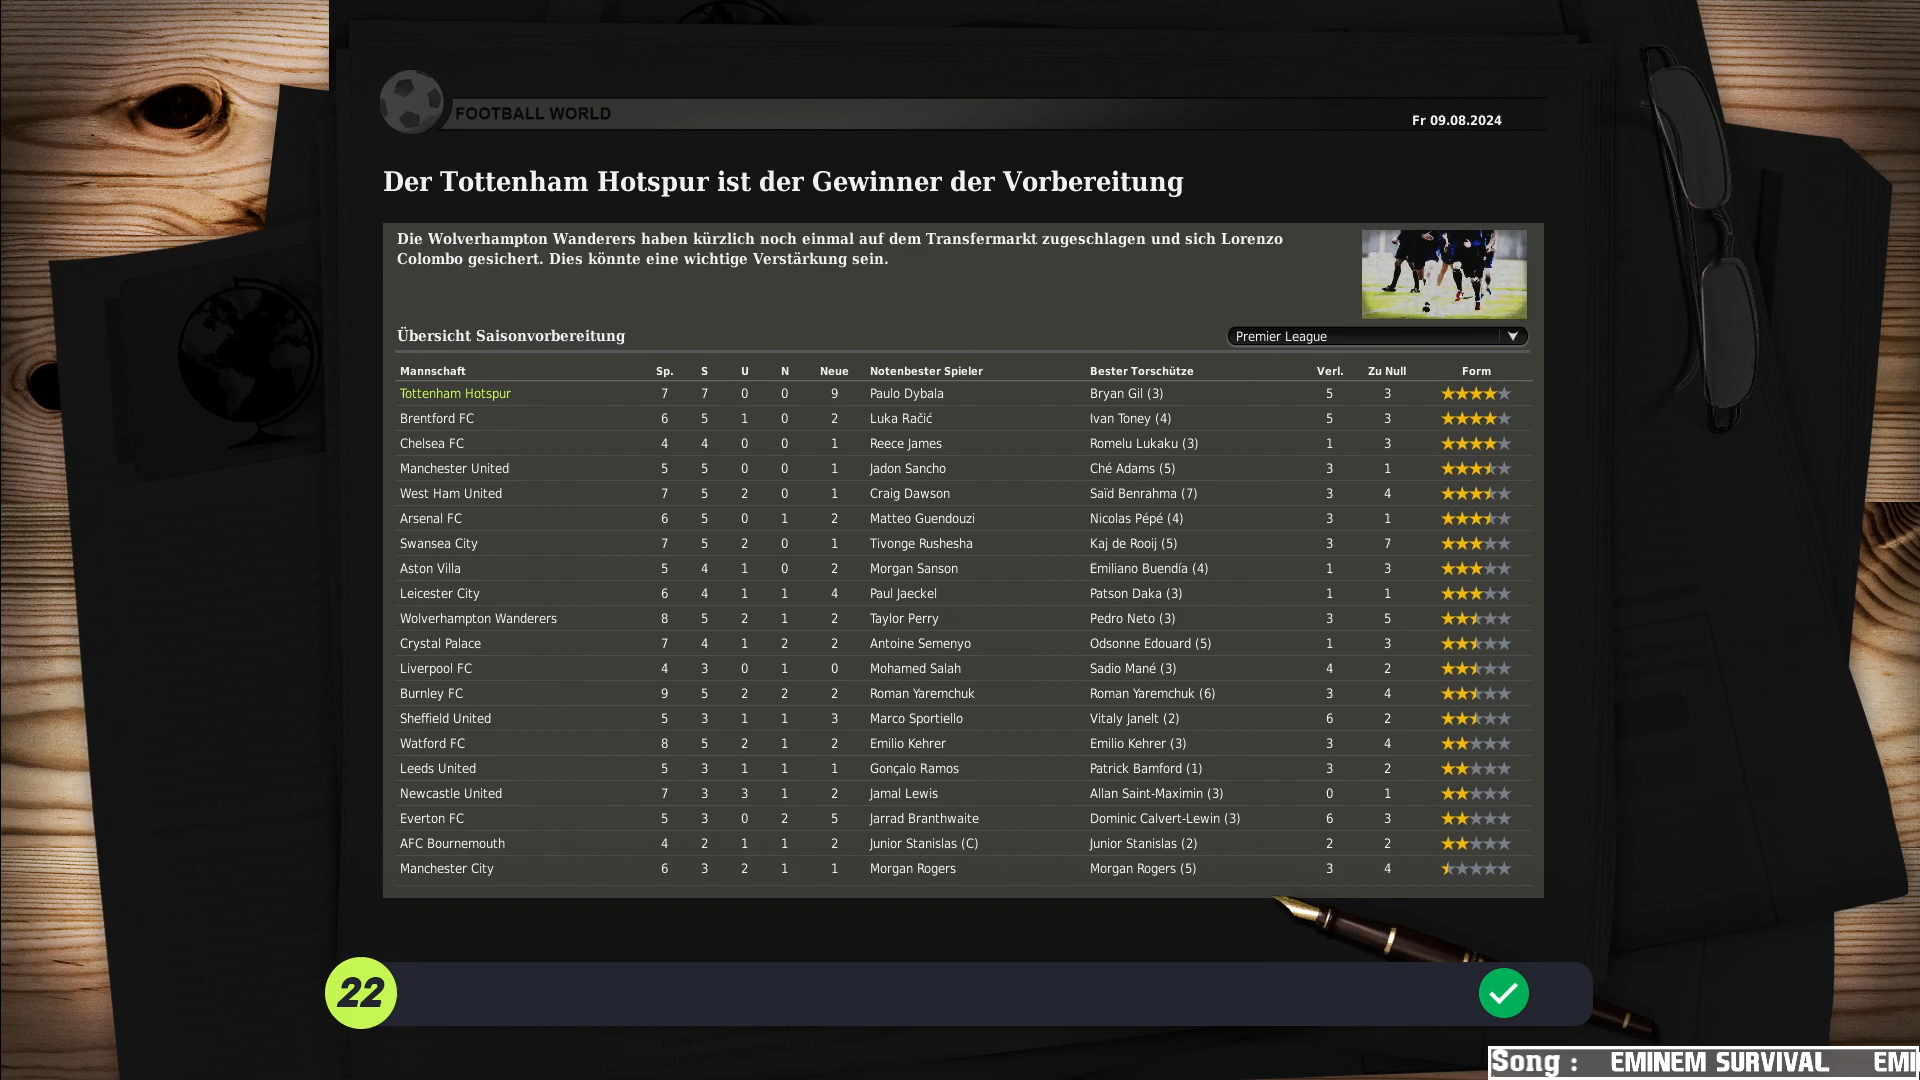 FOOTBALL WORLD
Fr 09.08.2024
Der Tottenham Hotspur ist der Gewinner der Vorbereitung
Die Wolverhampton Wanderers haben kürzlich noch einmal auf dem Transfermarkt zugeschlagen und sich Lorenzo
Colombo gesichert. Dies könnte eine wichtige Verstärkung sein.
Übersicht Saisonvorbereitung Premier League
Mannschaft Sp. S U N Neue Notenbester Spieler Bester Torschütze Verl. Zu Null Form
Tottenham Hotspur 7 7 0 0 9 Paulo Dybala Bryan Gil (3) 5 3
Brentford FC 6 5 1 0 2 Luka Račić Ivan Toney (4) 5 3
Chelsea FC 4 4 0 0 1 Reece James Romelu Lukaku (3) 1 3
Manchester United 5 5 0 0 1 Jadon Sancho Ché Adams (5) 3 1
West Ham United 7 5 2 0 1 Craig Dawson Saïd Benrahma (7) 3 4
Arsenal FC 6 5 0 1 2 Matteo Guendouzi Nicolas Pépé (4) 3 1
Swansea City 7 5 2 0 1 Tivonge Rushesha Kaj de Rooij (5) 3 7
Aston Villa 5 4 1 0 2 Morgan Sanson Emiliano Buendía (4) 1 3
Leicester City 6 4 1 1 4 Paul Jaeckel Patson Daka (3) 1 1
Wolverhampton Wanderers 8 5 2 1 2 Taylor Perry Pedro Neto (3) 3 5
Crystal Palace 7 4 1 2 2 Antoine Semenyo Odsonne Edouard (5) 1 3
Liverpool FC 4 3 0 1 0 Mohamed Salah Sadio Mané (3) 4 2
Burnley FC 9 5 2 2 2 Roman Yaremchuk Roman Yaremchuk (6) 3 4
Sheffield United 5 3 1 1 3 Marco Sportiello Vitaly Janelt (2) 6 2
Watford FC 8 5 2 1 2 Emilio Kehrer Emilio Kehrer (3) 3 4
Leeds United 5 3 1 1 1 Gonçalo Ramos Patrick Bamford (1) 3 2
Newcastle United 7 3 3 1 2 Jamal Lewis Allan Saint-Maximin (3) 0 1
Everton FC 5 3 0 2 5 Jarrad Branthwaite Dominic Calvert-Lewin (3) 6 3
AFC Bournemouth 4 2 1 1 2 Junior Stanislas (C) Junior Stanislas (2) 2 2
Manchester City 6 3 2 1 1 Morgan Rogers Morgan Rogers (5) 3 4
22
Song : EMINEM SURVIVAL EMI